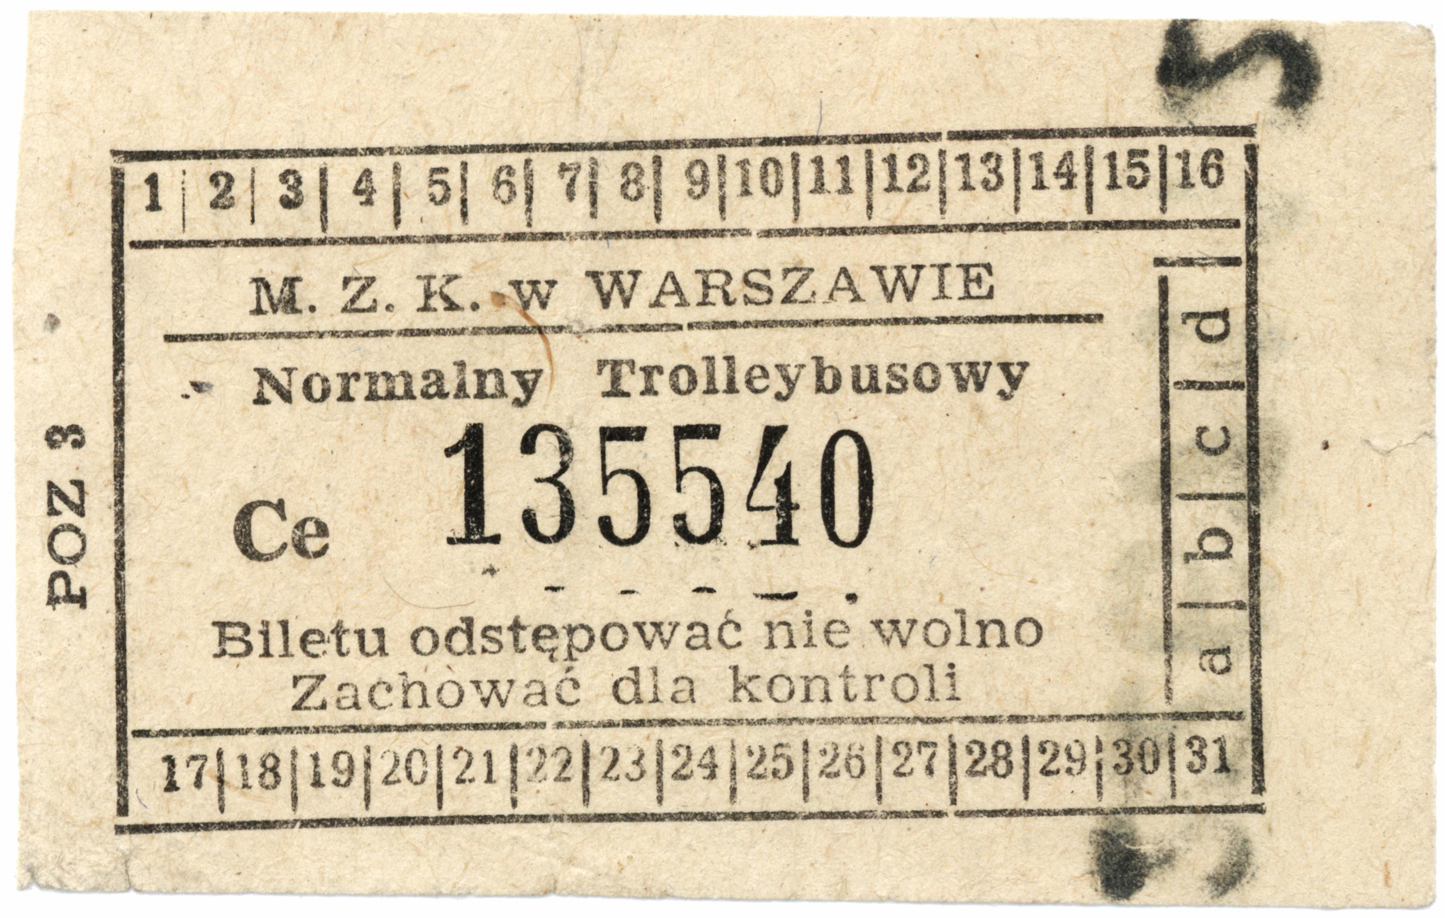 1 2 3 4 5 6 7 8 9 10 11 12 13 14 15 16
M. Z. K. w WARSZAWIE
Normalny Trolleybusowy
Ce 135540
Biletu odstępować nie wolno
Zachować dla kontroli
17 18 19 20 21 22 23 24 25 26 27 28 29 30 31
a b c d
POZ 3